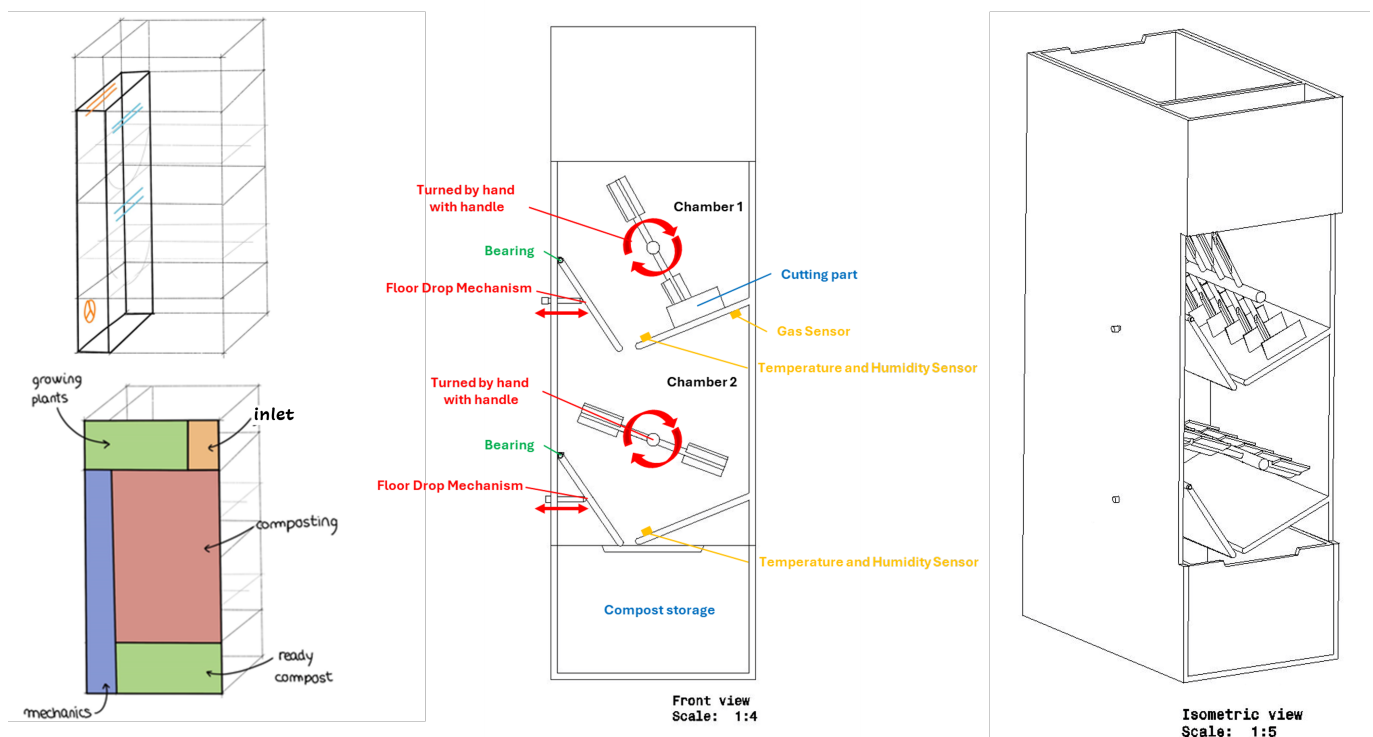 growing
plants
inlet
composting
ready
compost
mechanics
Turned by hand
with handle
Chamber 1
Bearing
Cutting part
Floor Drop Mechanism
Gas Sensor
Temperature and Humidity Sensor
Turned by hand
with handle
Chamber 2
Bearing
Floor Drop Mechanism
Temperature and Humidity Sensor
Compost storage
Front view
Scale: 1:4
Isometric view
Scale: 1:5